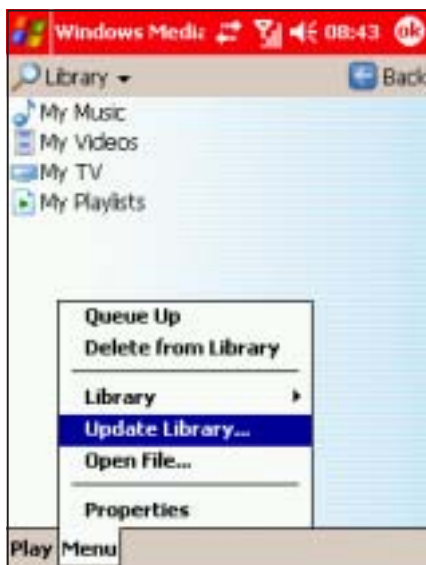 Windows Media 08:43 ok
Library Back
My Music
My Videos
My TV
My Playlists
Queue Up
Delete from Library
Library
Update Library...
Open File...
Properties
Play Menu